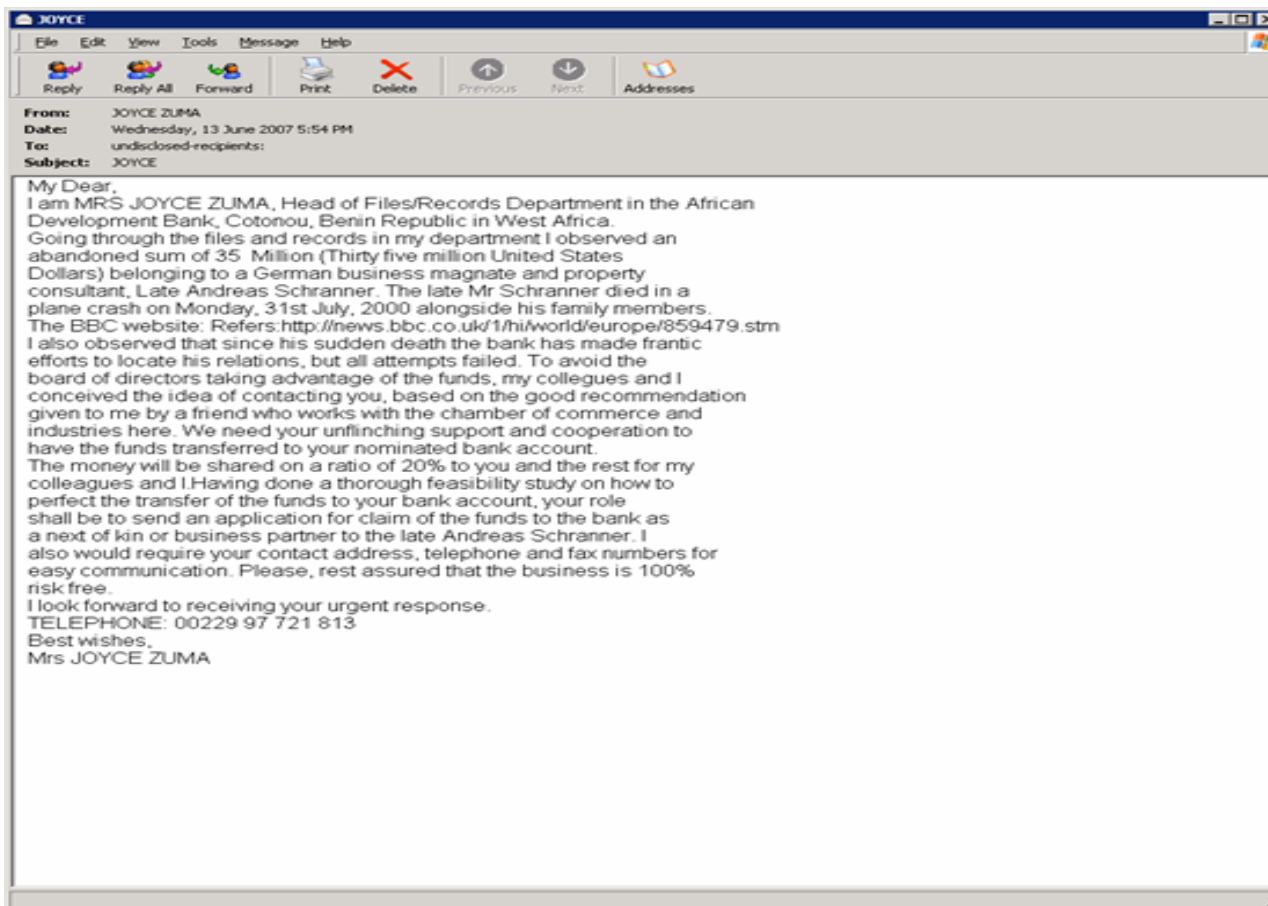 JOYCE
File Edit View Tools Message Help
Reply Reply All Forward Print Delete Previous Next Addresses
From: JOYCE ZUMA
Date: Wednesday, 13 June 2007 5:54 PM
To: undisclosed-recipients:
Subject: JOYCE
My Dear,
I am MRS JOYCE ZUMA, Head of Files/Records Department in the African
Development Bank, Cotonou, Benin Republic in West Africa.
Going through the files and records in my department I observed an
abandoned sum of 35 Million (Thirty five million United States
Dollars) belonging to a German business magnate and property
consultant, Late Andreas Schranner. The late Mr Schranner died in a
plane crash on Monday, 31st July, 2000 alongside his family members.
The BBC website: Refers:http://news.bbc.co.uk/1/hi/world/europe/859479.stm
I also observed that since his sudden death the bank has made frantic
efforts to locate his relations, but all attempts failed. To avoid the
board of directors taking advantage of the funds, my collegues and I
conceived the idea of contacting you, based on the good recommendation
given to me by a friend who works with the chamber of commerce and
industries here. We need your unflinching support and cooperation to
have the funds transferred to your nominated bank account.
The money will be shared on a ratio of 20% to you and the rest for my
colleagues and I.Having done a thorough feasibility study on how to
perfect the transfer of the funds to your bank account, your role
shall be to send an application for claim of the funds to the bank as
a next of kin or business partner to the late Andreas Schranner. I
also would require your contact address, telephone and fax numbers for
easy communication. Please, rest assured that the business is 100%
risk free.
I look forward to receiving your urgent response.
TELEPHONE: 00229 97 721 813
Best wishes,
Mrs JOYCE ZUMA